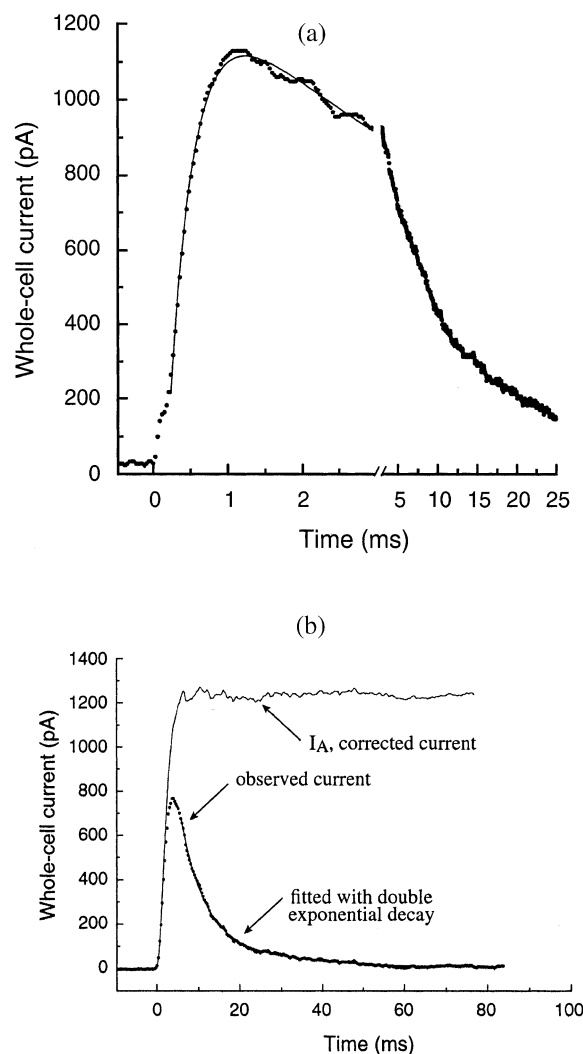 (a)
1200
1000
800
600
400
200
0
Whole-cell current (pA)
0
1
2
5
10
15
20
25
Time (ms)
(b)
1400
1200
1000
800
600
400
200
0
Whole-cell current (pA)
IA, corrected current
observed current
fitted with double
exponential decay
0
20
40
60
80
100
Time (ms)